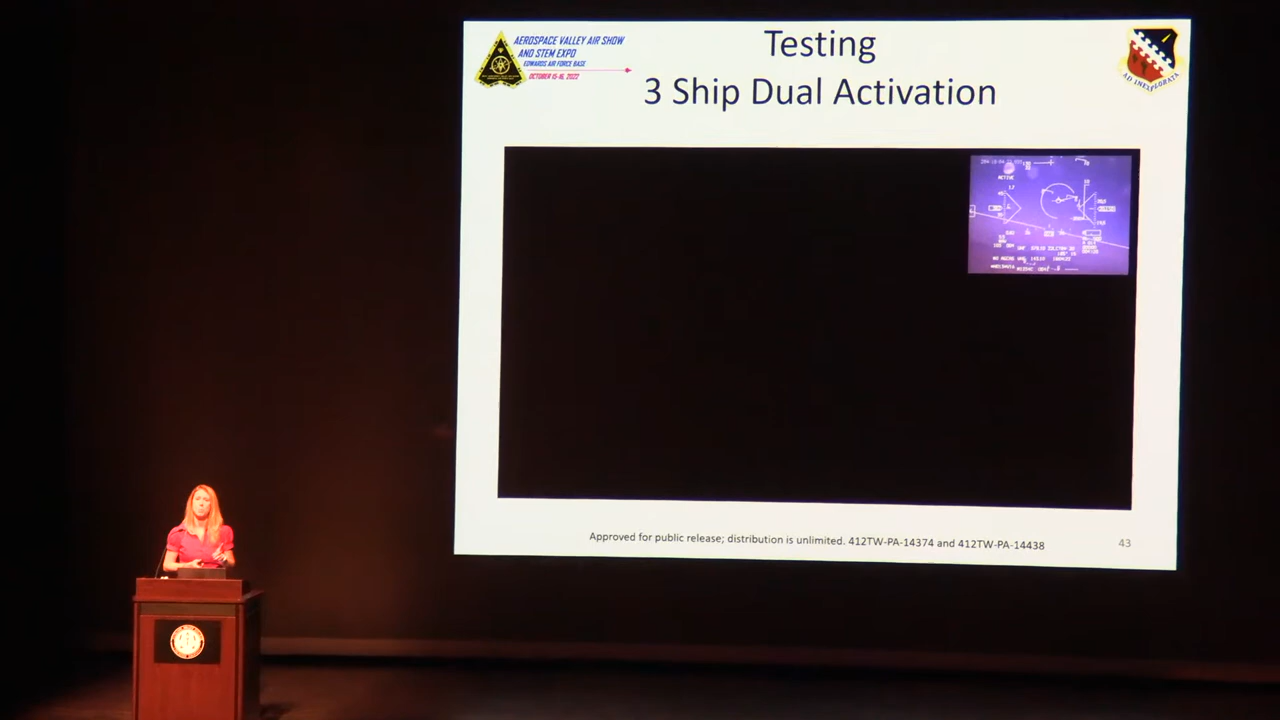 AEROSPACE VALLEY AIR SHOW
AND STEM EXPO
EDWARDS AIR FORCE BASE
OCTOBER 15-16, 2022
Testing
3 Ship Dual Activation
AD INEXPLORATA
ACTIVE
Approved for public release; distribution is unlimited. 412TW-PA-14374 and 412TW-PA-14438
43